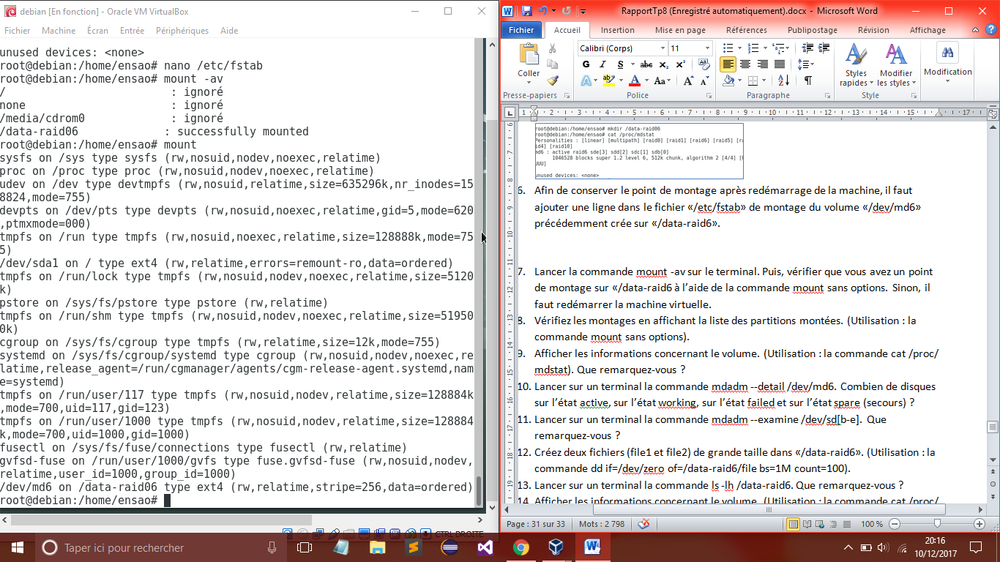 debian [En fonction] - Oracle VM VirtualBox
Fichier Machine Écran Entrée Périphériques Aide
unused devices: <none>
root@debian:/home/ensao# nano /etc/fstab
root@debian:/home/ensao# mount -av
/ : ignoré
none : ignoré
/media/cdrom0 : ignoré
/data-raid06 : successfully mounted
root@debian:/home/ensao# mount
sysfs on /sys type sysfs (rw,nosuid,nodev,noexec,relatime)
proc on /proc type proc (rw,nosuid,nodev,noexec,relatime)
udev on /dev type devtmpfs (rw,nosuid,relatime,size=635296k,nr_inodes=15
8824,mode=755)
devpts on /dev/pts type devpts (rw,nosuid,noexec,relatime,gid=5,mode=620
,ptmxmode=000)
tmpfs on /run type tmpfs (rw,nosuid,noexec,relatime,size=128888k,mode=75
5)
/dev/sda1 on / type ext4 (rw,relatime,errors=remount-ro,data=ordered)
tmpfs on /run/lock type tmpfs (rw,nosuid,nodev,noexec,relatime,size=5120
k)
pstore on /sys/fs/pstore type pstore (rw,relatime)
tmpfs on /run/shm type tmpfs (rw,nosuid,nodev,noexec,relatime,size=51950
0k)
cgroup on /sys/fs/cgroup type tmpfs (rw,relatime,size=12k,mode=755)
systemd on /sys/fs/cgroup/systemd type cgroup (rw,nosuid,nodev,noexec,re
latime,release_agent=/run/cgmanager/agents/cgm-release-agent.systemd,nam
e=systemd)
tmpfs on /run/user/117 type tmpfs (rw,nosuid,nodev,relatime,size=128884k
,mode=700,uid=117,gid=123)
tmpfs on /run/user/1000 type tmpfs (rw,nosuid,nodev,relatime,size=128884
k,mode=700,uid=1000,gid=1000)
fusectl on /sys/fs/fuse/connections type fusectl (rw,relatime)
gvfsd-fuse on /run/user/1000/gvfs type fuse.gvfsd-fuse (rw,nosuid,nodev,
relatime,user_id=1000,group_id=1000)
/dev/md6 on /data-raid06 type ext4 (rw,relatime,stripe=256,data=ordered)
root@debian:/home/ensao#
CTRL DROITE
RapportTp8 (Enregistré automatiquement).docx - Microsoft Word
Fichier Accueil Insertion Mise en page Références Publipostage Révision Affichage
Coller
Calibri (Corps) 11
G I S abc x₂ x²
A ab A Aa A A
Styles rapides
Modifier les styles
Modification
Presse-papiers Police Paragraphe Style
1 2 3 4 5 6 7 8 9 10 11 12 13 14 15 17
root@debian:/home/ensao# mkdir /data-raid06
root@debian:/home/ensao# cat /proc/mdstat
Personalities : [linear] [multipath] [raid0] [raid1] [raid6] [raid5] [ra
id4] [raid10]
md6 : active raid6 sde[3] sdd[2] sdc[1] sdb[0]
1046528 blocks super 1.2 level 6, 512k chunk, algorithm 2 [4/4] [U
UUU]
unused devices: <none>
6. Afin de conserver le point de montage après redémarrage de la machine, il faut
ajouter une ligne dans le fichier «/etc/fstab» de montage du volume «/dev/md6»
précédemment crée sur «/data-raid6».
7. Lancer la commande mount -av sur le terminal. Puis, vérifier que vous avez un point
de montage sur «/data-raid6 à l’aide de la commande mount sans options. Sinon, il
faut redémarrer la machine virtuelle.
8. Vérifiez les montages en affichant la liste des partitions montées. (Utilisation : la
commande mount sans options).
9. Afficher les informations concernant le volume. (Utilisation : la commande cat /proc/
mdstat). Que remarquez-vous ?
10. Lancer sur un terminal la commande mdadm --detail /dev/md6. Combien de disques
sur l’état active, sur l’état working, sur l’état failed et sur l’état spare (secours) ?
11. Lancer sur un terminal la commande mdadm --examine /dev/sd[b-e]. Que
remarquez-vous ?
12. Créez deux fichiers (file1 et file2) de grande taille dans «/data-raid6». (Utilisation : la
commande dd if=/dev/zero of=/data-raid6/file bs=1M count=100).
13. Lancer sur un terminal la commande ls -lh /data-raid6. Que remarquez-vous ?
14. Afficher les informations concernant le volume. (Utilisation : la commande cat /proc/
Page : 31 sur 33 Mots : 2 798 100 %
Taper ici pour rechercher
20:16
10/12/2017